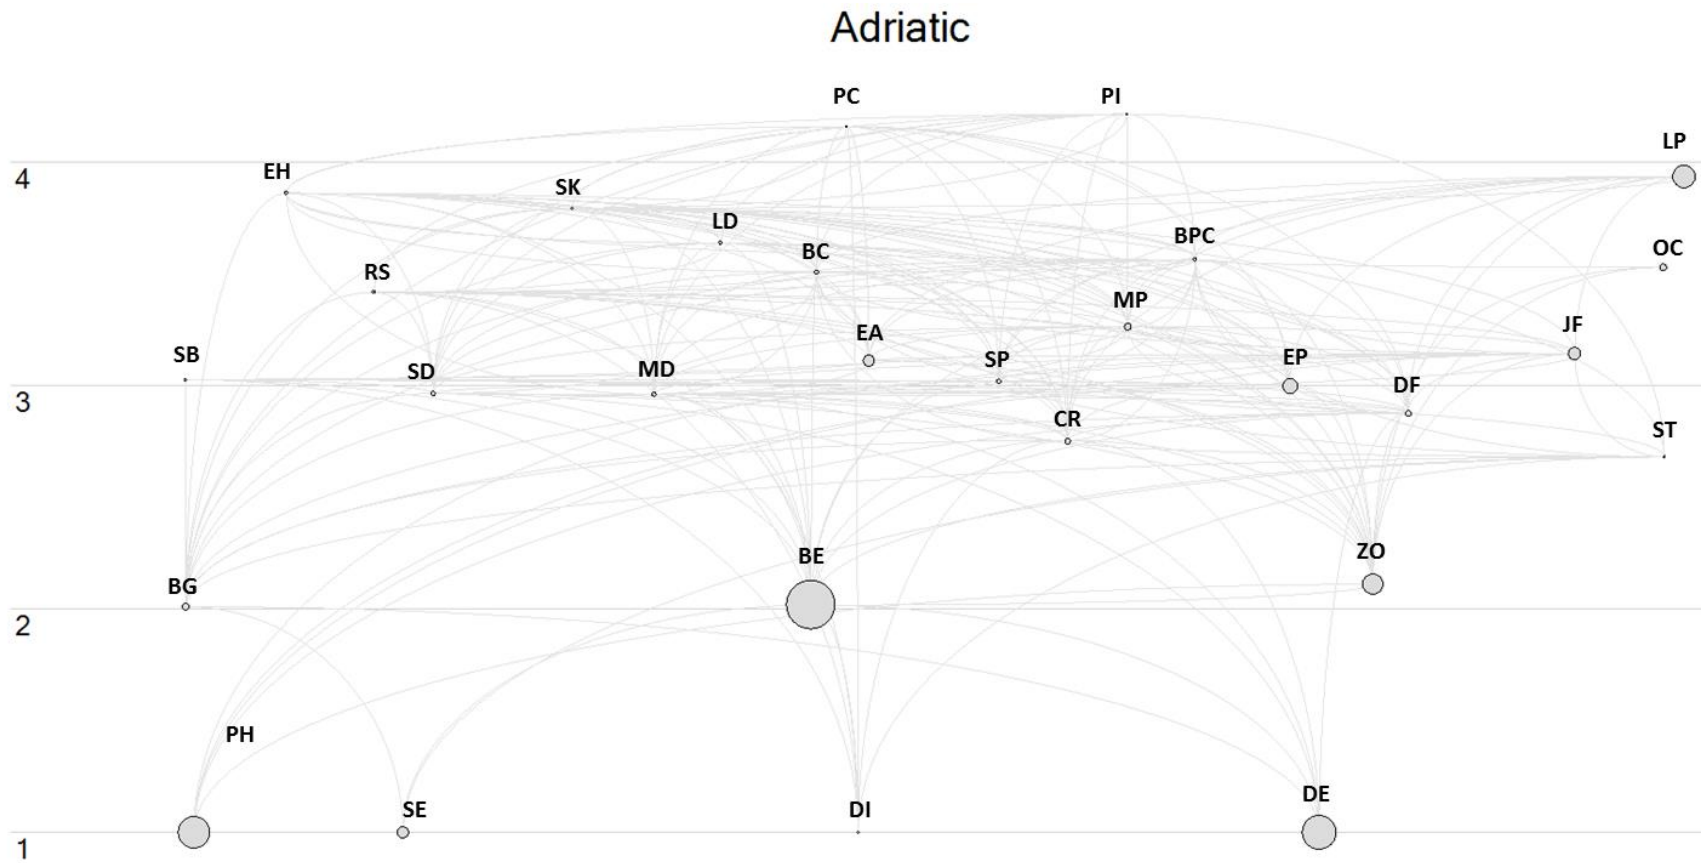 Adriatic
PC
PI
LP
4
EH
SK
LD
BPC
OC
BC
RS
MP
JF
EA
SB
SP
EP
MD
SD
DF
3
CR
ST
ZO
BE
BG
2
PH
DE
SE
DI
1